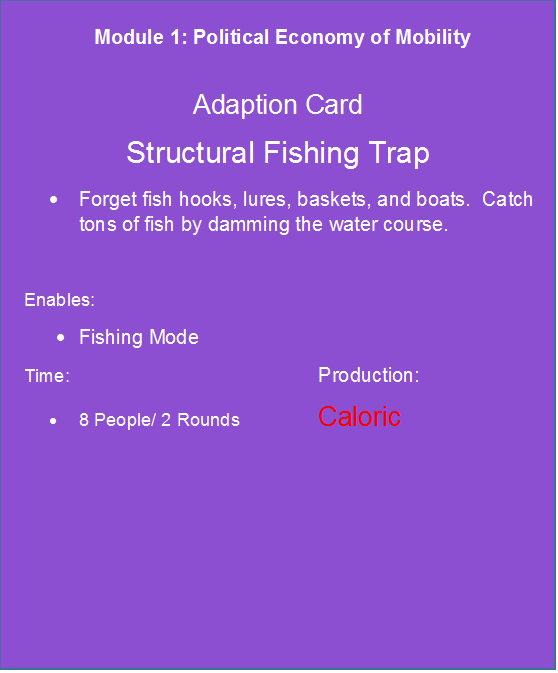 Module 1: Political Economy of Mobility
Adaption Card
Structural Fishing Trap
• Forget fish hooks, lures, baskets, and boats.  Catch
tons of fish by damming the water course.
Enables:
• Fishing Mode
Time:
Production:
• 8 People/ 2 Rounds
Caloric